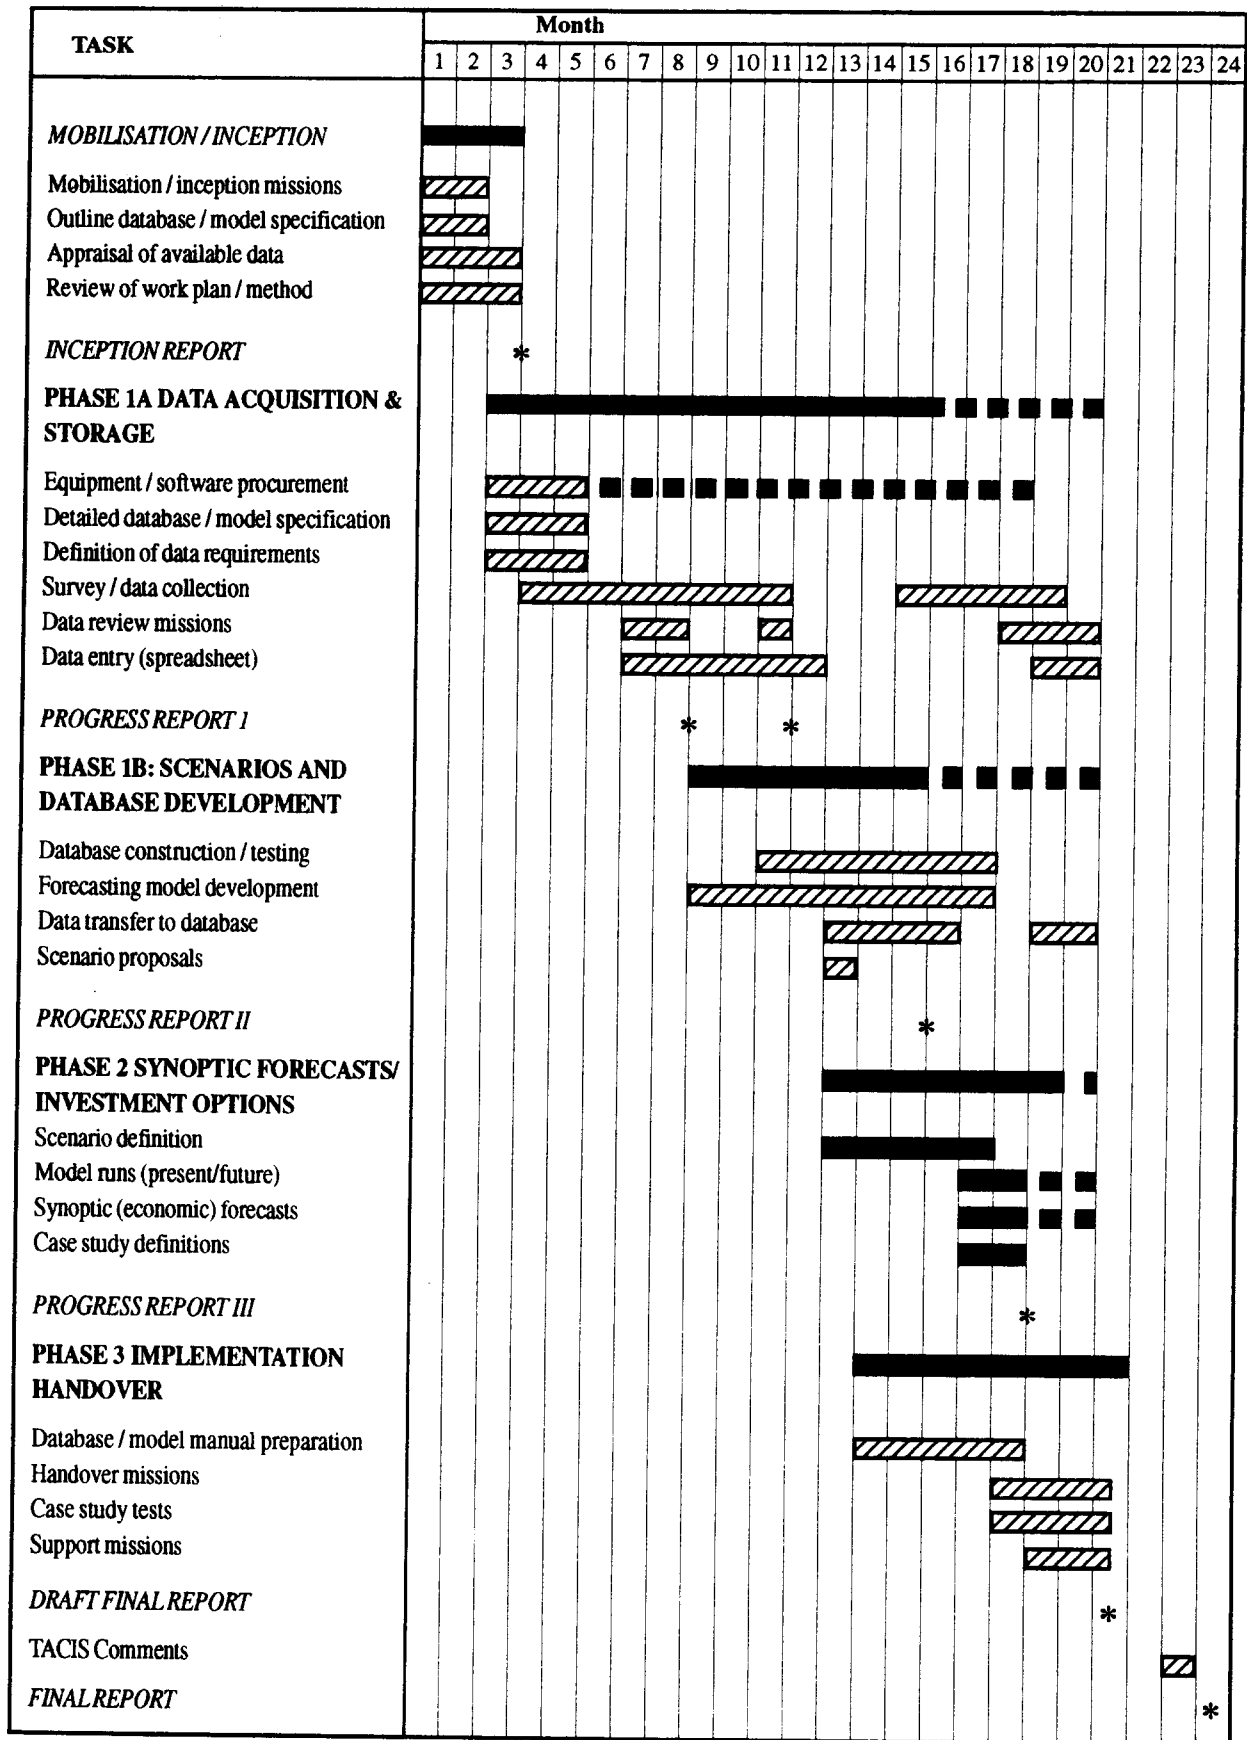 TASK
Month
1 2 3 4 5 6 7 8 9 10 11 12 13 14 15 16 17 18 19 20 21 22 23 24
MOBILISATION / INCEPTION
Mobilisation / inception missions
Outline database / model specification
Appraisal of available data
Review of work plan / method
INCEPTION REPORT
*
PHASE 1A DATA ACQUISITION &
STORAGE
Equipment / software procurement
Detailed database / model specification
Definition of data requirements
Survey / data collection
Data review missions
Data entry (spreadsheet)
PROGRESS REPORT 1
* *
PHASE 1B: SCENARIOS AND
DATABASE DEVELOPMENT
Database construction / testing
Forecasting model development
Data transfer to database
Scenario proposals
PROGRESS REPORT II
*
PHASE 2 SYNOPTIC FORECASTS/
INVESTMENT OPTIONS
Scenario definition
Model runs (present/future)
Synoptic (economic) forecasts
Case study definitions
PROGRESS REPORT III
*
PHASE 3 IMPLEMENTATION
HANDOVER
Database / model manual preparation
Handover missions
Case study tests
Support missions
DRAFT FINAL REPORT
*
TACIS Comments
FINAL REPORT
*